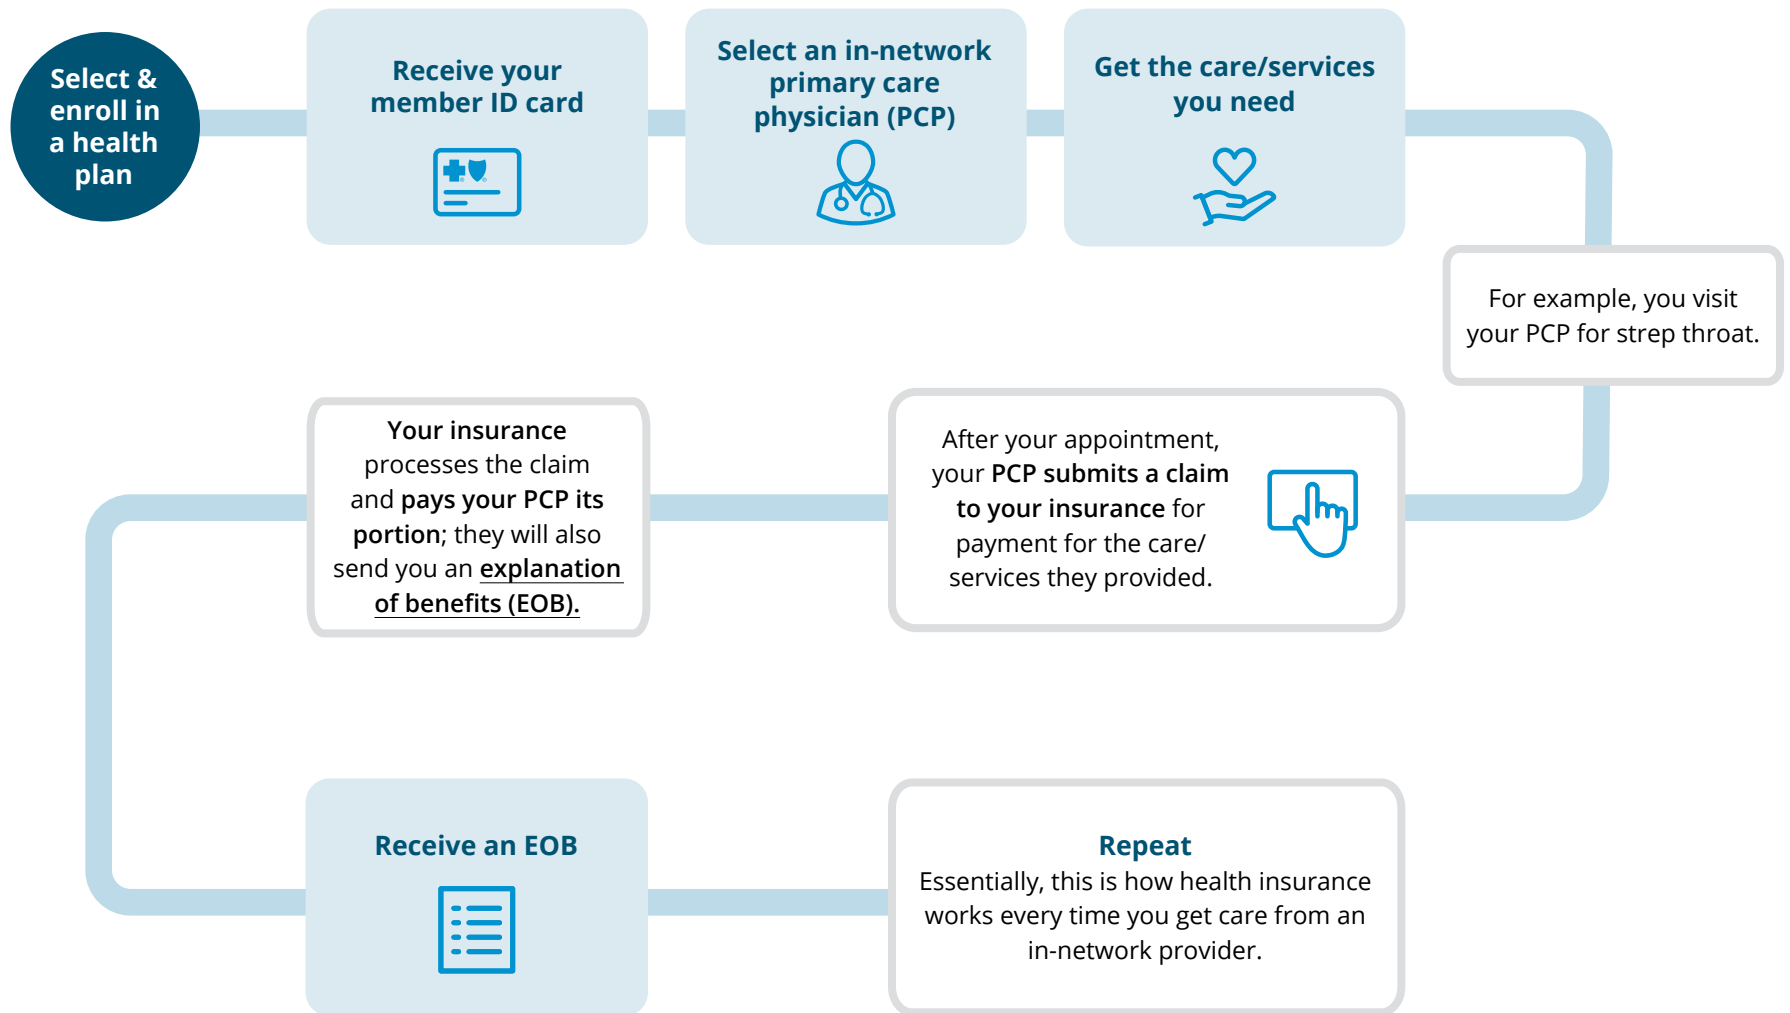 Select &
enroll in
a health
plan
Receive your
member ID card
Select an in-network
primary care
physician (PCP)
Get the care/services
you need
For example, you visit
your PCP for strep throat.
After your appointment,
your PCP submits a claim
to your insurance for
payment for the care/
services they provided.
Your insurance
processes the claim
and pays your PCP its
portion; they will also
send you an explanation
of benefits (EOB).
Receive an EOB
Repeat
Essentially, this is how health insurance
works every time you get care from an
in-network provider.